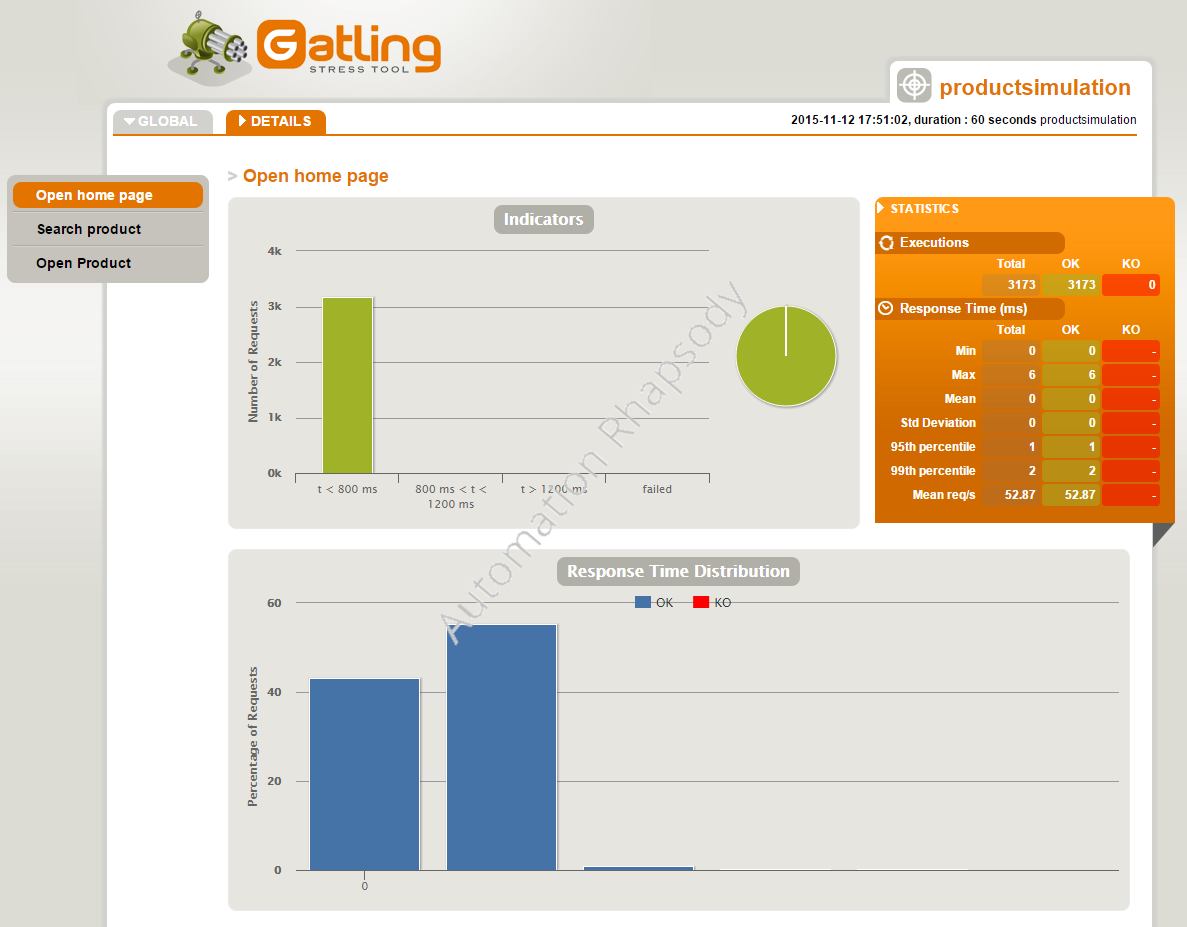 Gatling
STRESS TOOL
productsimulation
GLOBAL
DETAILS
2015-11-12 17:51:02, duration : 60 seconds productsimulation
Open home page
Search product
Open Product
> Open home page
Indicators
4k
3k
2k
1k
0k
Number of Requests
t < 800 ms
800 ms < t <
1200 ms
t > 1200 ms
failed
STATISTICS
Executions
Total OK KO
3173 3173 0
Response Time (ms)
Total OK KO
Min 0 0 -
Max 6 6 -
Mean 0 0 -
Std Deviation 0 0 -
95th percentile 1 1 -
99th percentile 2 2 -
Mean req/s 52.87 52.87 -
Automation Rhapsody
Response Time Distribution
OK KO
60
40
20
0
Percentage of Requests
0